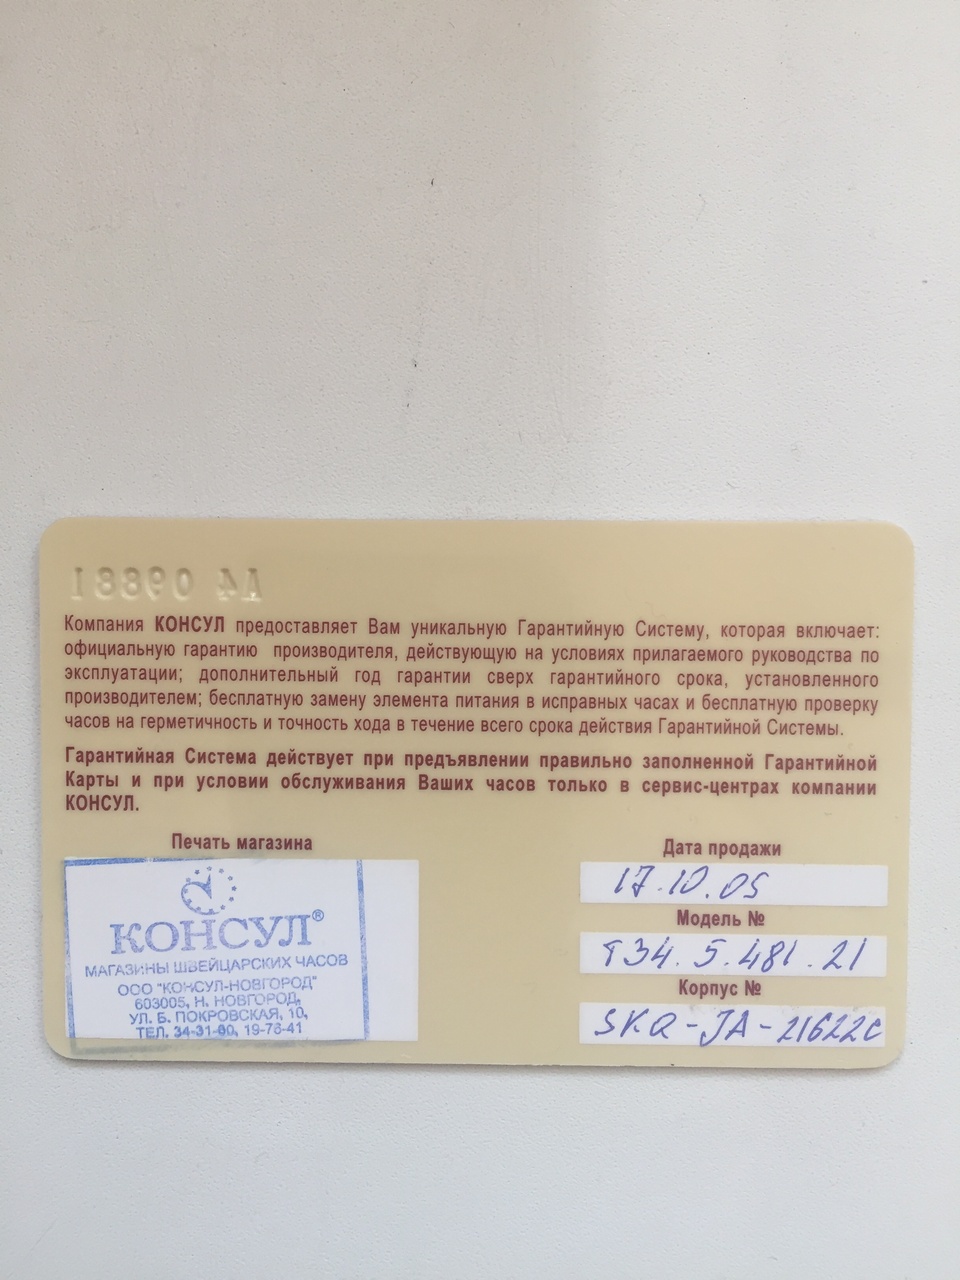 A4 09881
Компания КОНСУЛ предоставляет Вам уникальную Гарантийную Систему, которая включает:
официальную гарантию производителя, действующую на условиях прилагаемого руководства по
эксплуатации; дополнительный год гарантии сверх гарантийного срока, установленного
производителем; бесплатную замену элемента питания в исправных часах и бесплатную проверку
часов на герметичность и точность хода в течение всего срока действия Гарантийной Системы.
Гарантийная Система действует при предъявлении правильно заполненной Гарантийной
Карты и при условии обслуживания Ваших часов только в сервис-центрах компании
КОНСУЛ.
Печать магазина
КОНСУЛ®
МАГАЗИНЫ ШВЕЙЦАРСКИХ ЧАСОВ
ООО "КОНСУЛ-НОВГОРОД"
603005, Н. НОВГОРОД,
УЛ. Б. ПОКРОВСКАЯ, 10,
ТЕЛ. 34-31-80, 19-76-41
Дата продажи
17.10.05
Модель №
T34.5.481.21
Корпус №
SKQ-JA-21622C